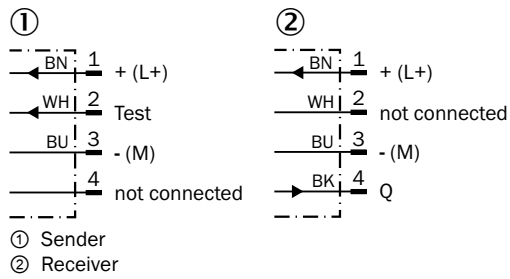 ① ②
BN 1 + (L+) BN 1 + (L+)
WH 2 Test WH 2 not connected
BU 3 - (M) BU 3 - (M)
4 not connected BK 4 Q
① Sender
② Receiver